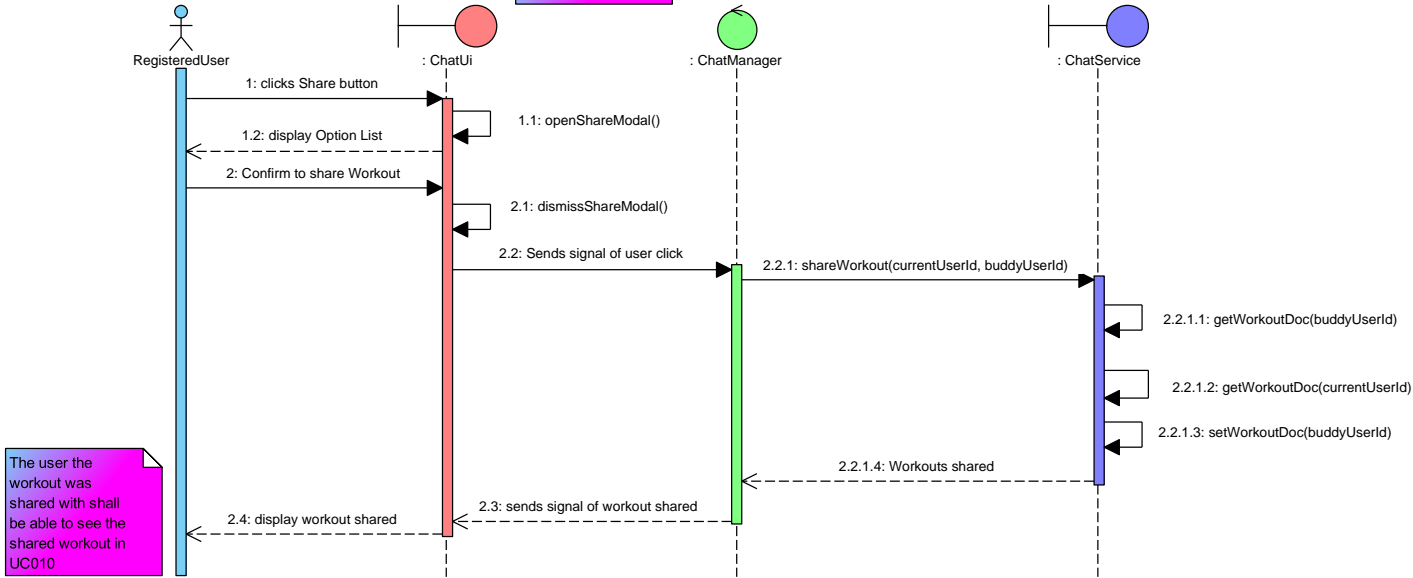 RegisteredUser
: ChatUi
: ChatManager
: ChatService
1: clicks Share button
1.1: openShareModal()
1.2: display Option List
2: Confirm to share Workout
2.1: dismissShareModal()
2.2: Sends signal of user click
2.2.1: shareWorkout(currentUserId, buddyUserId)
2.2.1.1: getWorkoutDoc(buddyUserId)
2.2.1.2: getWorkoutDoc(currentUserId)
2.2.1.3: setWorkoutDoc(buddyUserId)
2.2.1.4: Workouts shared
2.3: sends signal of workout shared
2.4: display workout shared
The user the
workout was
shared with shall
be able to see the
shared workout in
UC010